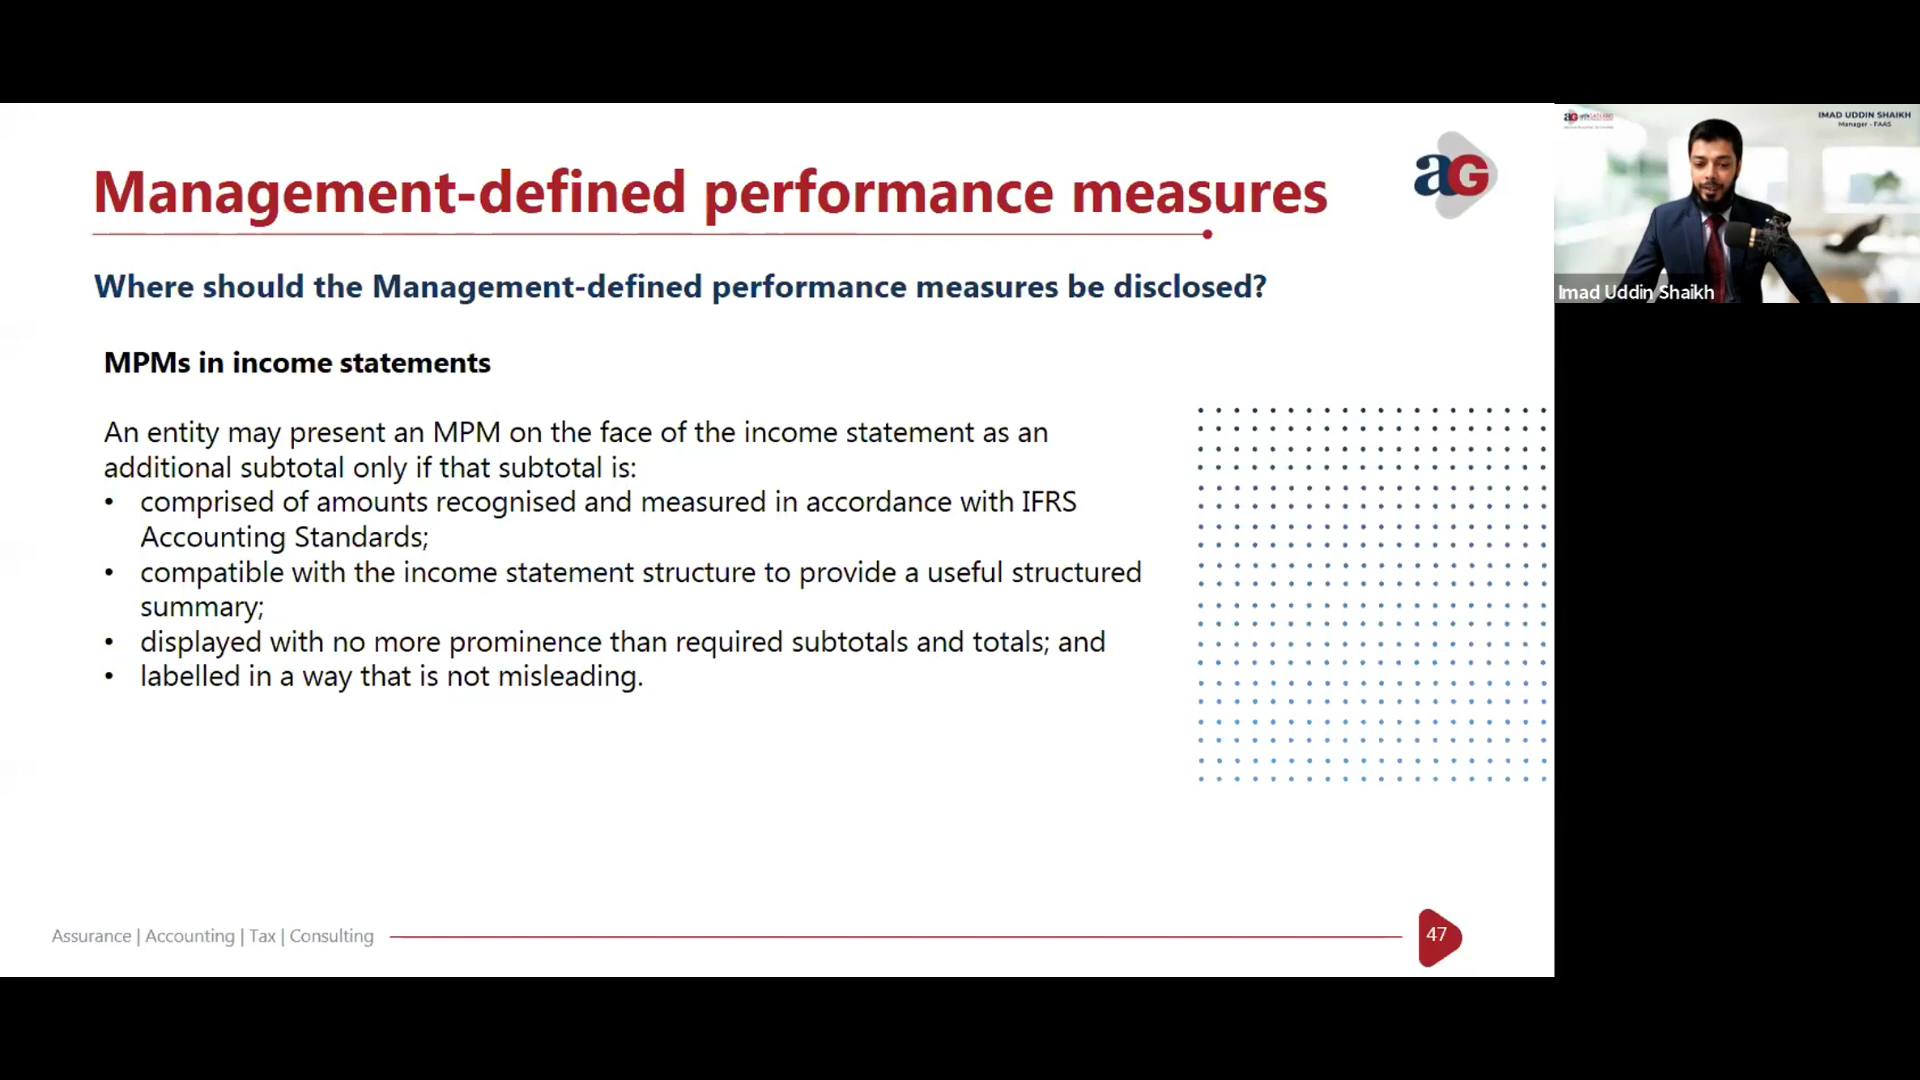 Management-defined performance measures
aG
Where should the Management-defined performance measures be disclosed?
MPMs in income statements
An entity may present an MPM on the face of the income statement as an
additional subtotal only if that subtotal is:
• comprised of amounts recognised and measured in accordance with IFRS
Accounting Standards;
• compatible with the income statement structure to provide a useful structured
summary;
• displayed with no more prominence than required subtotals and totals; and
• labelled in a way that is not misleading.
Assurance | Accounting | Tax | Consulting
47
aG
IMAD UDDIN SHAIKH
Manager - FAAS
Imad Uddin Shaikh